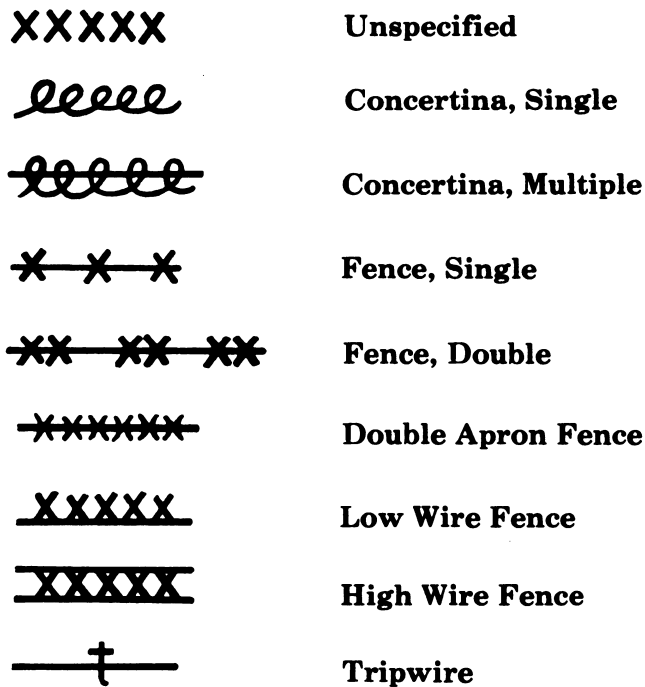 XXXXX Unspecified
Concertina, Single
Concertina, Multiple
Fence, Single
Fence, Double
Double Apron Fence
Low Wire Fence
High Wire Fence
Tripwire